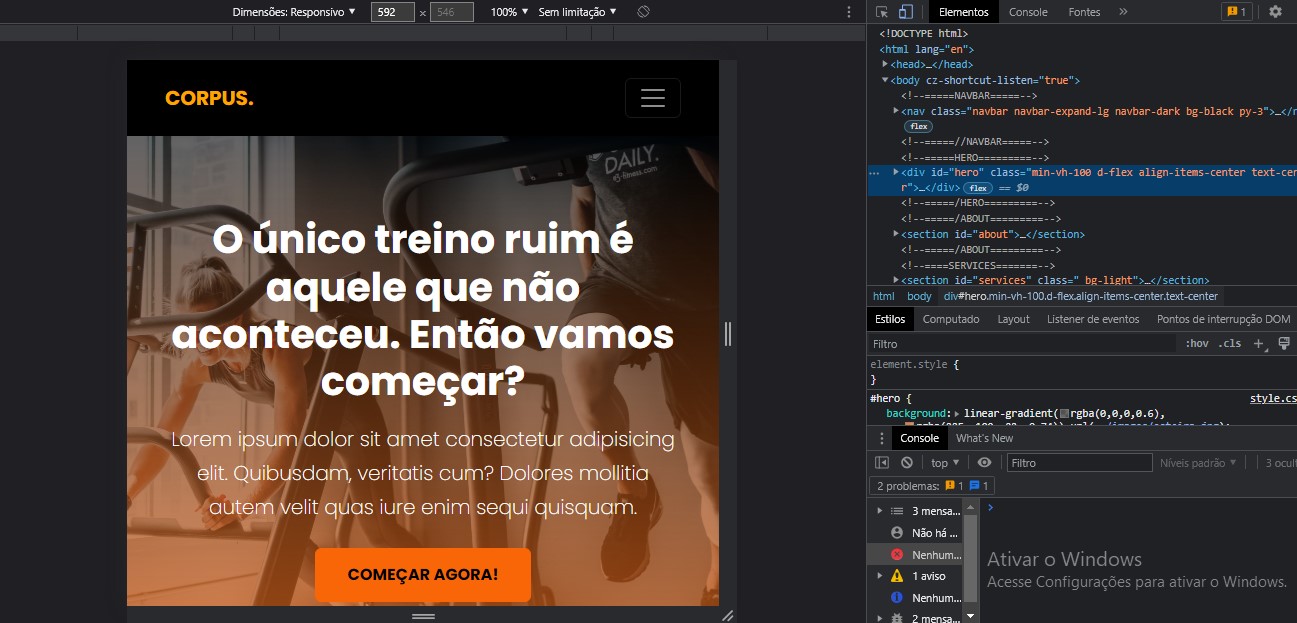 Dimensões: Responsivo ▼ 592 × 546 100% ▼ Sem limitação ▼
Elementos Console Fontes » 1
CORPUS.
DAILY.
O único treino ruim é
aquele que não
aconteceu. Então vamos
começar?
Lorem ipsum dolor sit amet consectetur adipisicing
elit. Quibusdam, veritatis cum? Dolores mollitia
autem velit quas iure enim sequi quisquam.
COMEÇAR AGORA!
<!DOCTYPE html>
<html lang="en">
<head>…</head>
<body cz-shortcut-listen="true">
<!--======NAVBAR======-->
<nav class="navbar navbar-expand-lg navbar-dark bg-black py-3">…</n
flex
<!--=====//NAVBAR=====-->
<!--=====HERO==========-->
<div id="hero" class="min-vh-100 d-flex align-items-center text-cen
r">…</div> flex == $0
<!--=====/HERO==========-->
<!--=====/ABOUT==========-->
<section id="about">…</section>
<!--=====/ABOUT==========-->
<!--=====SERVICES========-->
<section id="services" class=" bg-light">…</section>
html body div#hero.min-vh-100.d-flex.align-items-center.text-center
Estilos Computado Layout Listener de eventos Pontos de interrupção DOM
Filtro :hov .cls +
element.style {
}
#hero { style.cs
background: linear-gradient(rgba(0,0,0,0.6),
Console What's New
top ▼ Filtro Níveis padrão ▼ 3 ocult
2 problemas: 1 1
3 mensa...
Não há ...
Nenhum...
1 aviso
Nenhum...
2 mensa...
Ativar o Windows
Acesse Configurações para ativar o Windows.